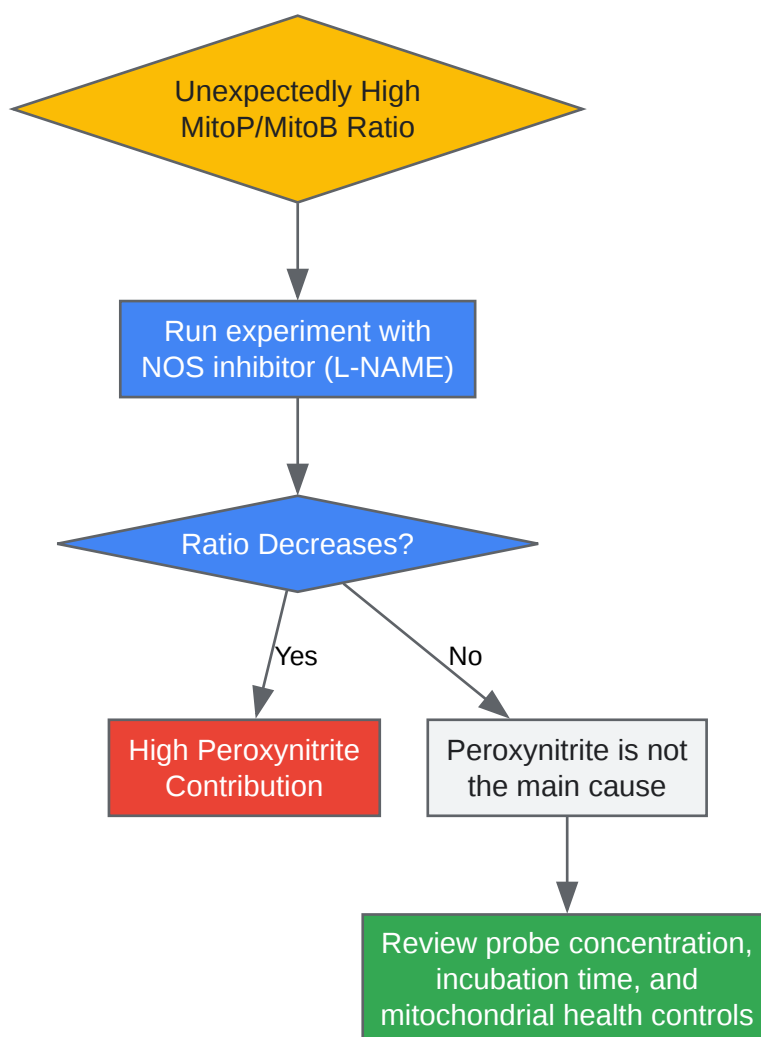 Unexpectedly High
MitoP/MitoB Ratio
Run experiment with
NOS inhibitor (L-NAME)
Ratio Decreases?
Yes
No
High Peroxynitrite
Contribution
Peroxynitrite is not
the main cause
Review probe concentration,
incubation time, and
mitochondrial health controls